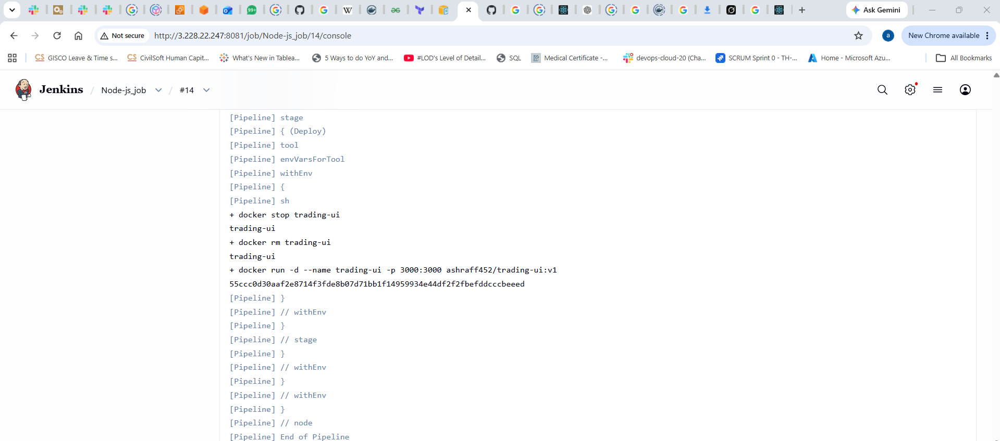 99+
Ask Gemini
Not secure
http://3.228.22.247:8081/job/Node-js_job/14/console
a
New Chrome available
CS GISCO Leave & Time s...
CS CivilSoft Human Capit...
What's New in Tablea...
5 Ways to do YoY and...
#LOD's Level of Detail...
SQL
Medical Certificate -...
devops-cloud-20 (Cha...
SCRUM Sprint 0 - TH-...
Home - Microsoft Azu...
All Bookmarks
Jenkins / Node-js_job / #14
[Pipeline] stage
[Pipeline] { (Deploy)
[Pipeline] tool
[Pipeline] envVarsForTool
[Pipeline] withEnv
[Pipeline] {
[Pipeline] sh
+ docker stop trading-ui
trading-ui
+ docker rm trading-ui
trading-ui
+ docker run -d --name trading-ui -p 3000:3000 ashraff452/trading-ui:v1
55ccc0d30aaf2e8714f3fde8b07d71bb1f14959934e44df2f2fbefddcccbeeed
[Pipeline] }
[Pipeline] // withEnv
[Pipeline] }
[Pipeline] // stage
[Pipeline] }
[Pipeline] // withEnv
[Pipeline] }
[Pipeline] // withEnv
[Pipeline] }
[Pipeline] // node
[Pipeline] End of Pipeline